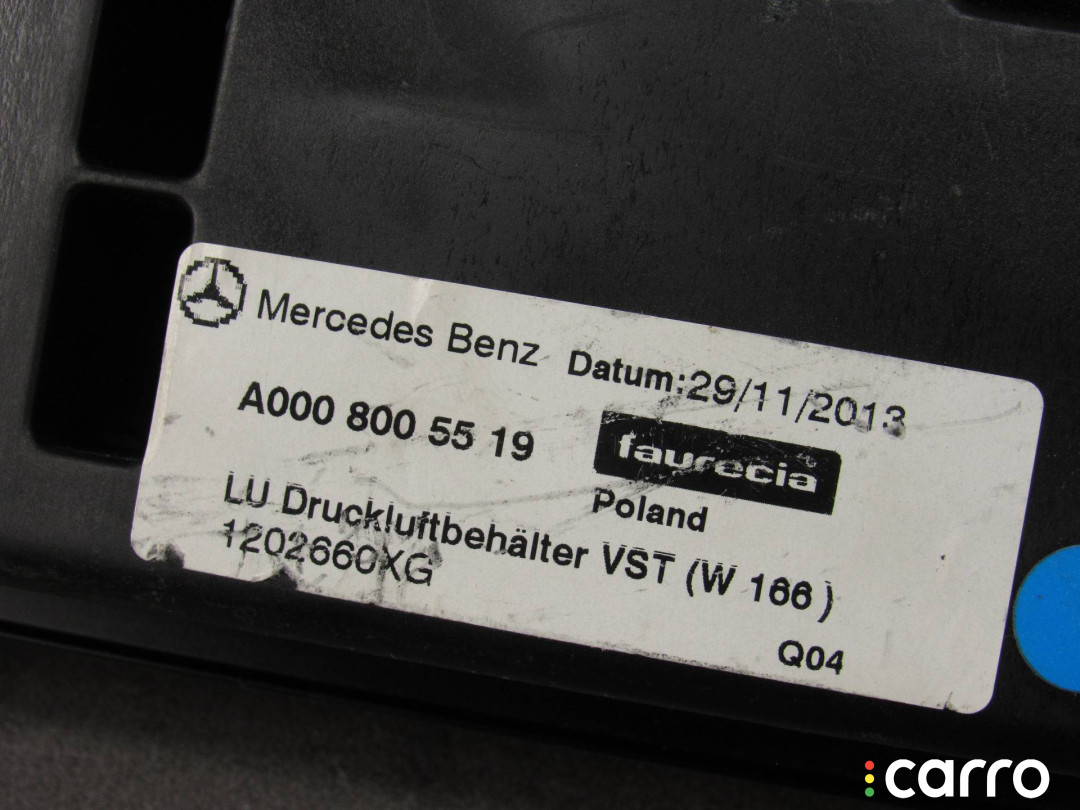 Mercedes Benz Datum:29/11/2013
A000 800 55 19 faurecia
Poland
LU Druckluftbehälter VST (W 166)
1202660XG
Q04
carro